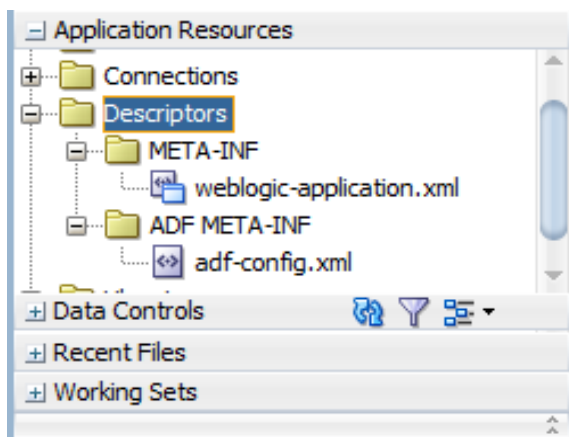 Application Resources
Connections
Descriptors
META-INF
weblogic-application.xml
ADF META-INF
adf-config.xml
Data Controls
Recent Files
Working Sets